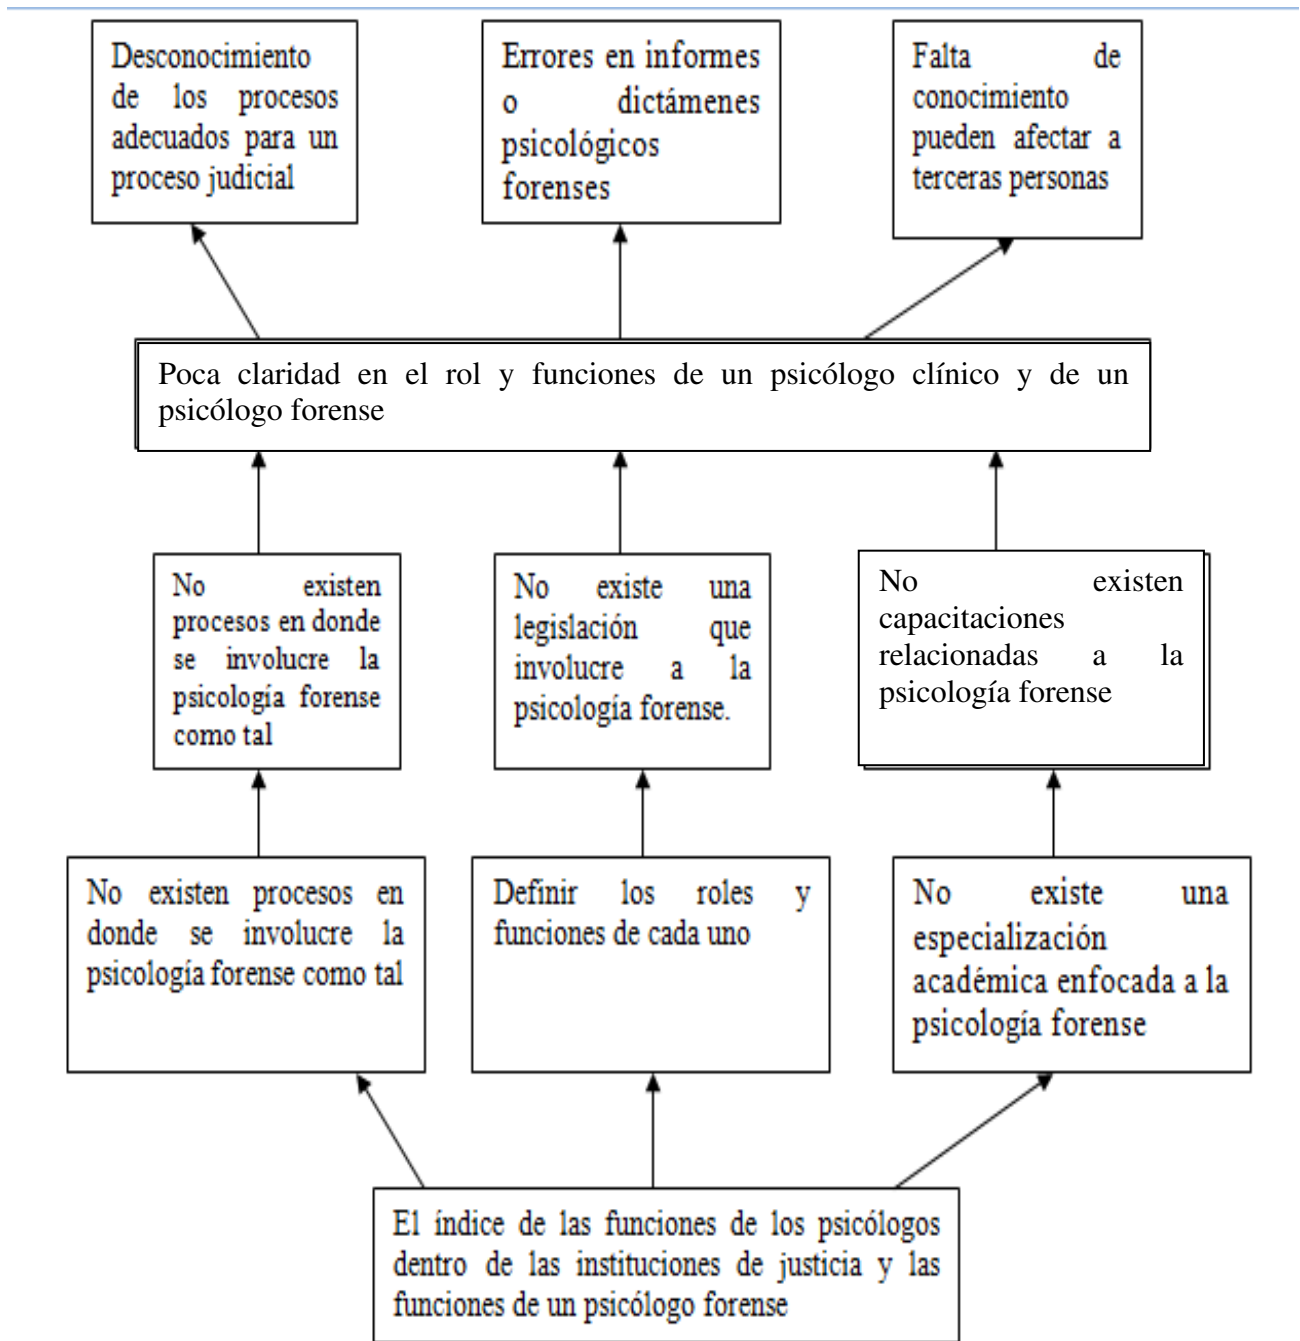 Desconocimiento
de los procesos
adecuados para un
proceso judicial
Errores en informes
o dictámenes
psicológicos
forenses
Falta de
conocimiento
pueden afectar a
terceras personas
Poca claridad en el rol y funciones de un psicólogo clínico y de un
psicólogo forense
No existen
procesos en donde
se involucre la
psicología forense
como tal
No existe una
legislación que
involucre a la
psicología forense.
No existen
capacitaciones
relacionadas a la
psicología forense
No existen procesos en
donde se involucre la
psicología forense como tal
Definir los roles y
funciones de cada uno
No existe una
especialización
académica enfocada a la
psicología forense
El índice de las funciones de los psicólogos
dentro de las instituciones de justicia y las
funciones de un psicólogo forense